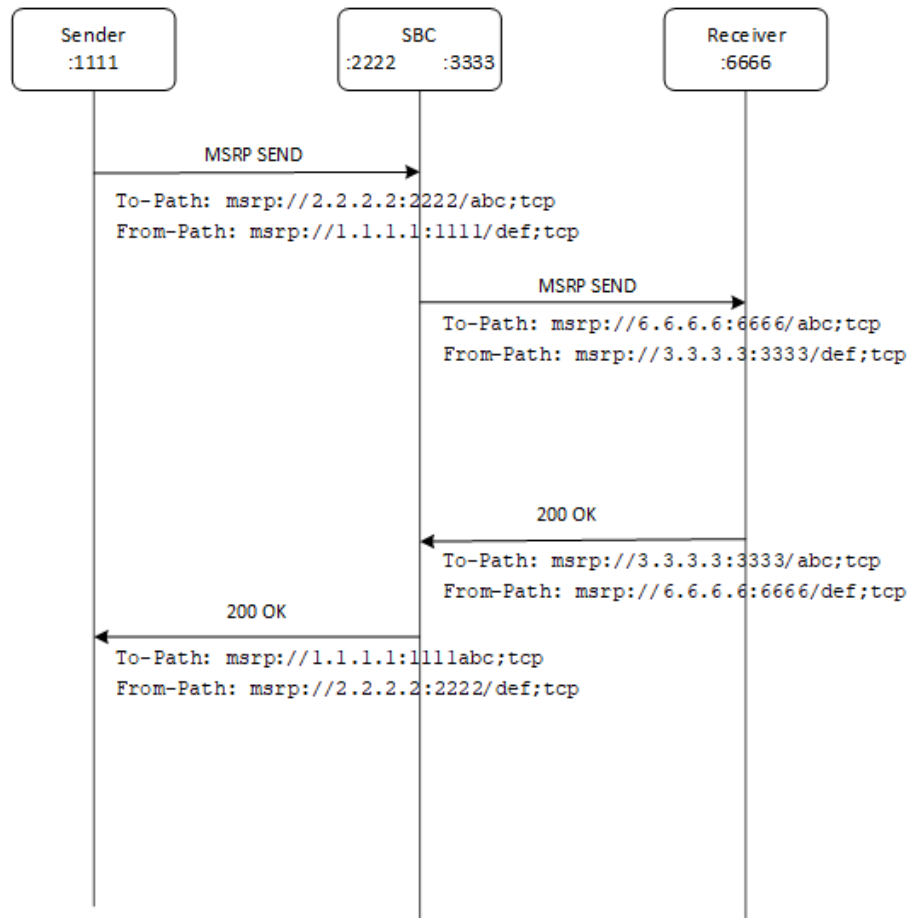 Sender
:1111
SBC
:2222 :3333
Receiver
:6666
MSRP SEND
To-Path: msrp://2.2.2.2:2222/abc;tcp
From-Path: msrp://1.1.1.1:1111/def;tcp
MSRP SEND
To-Path: msrp://6.6.6.6:6666/abc;tcp
From-Path: msrp://3.3.3.3:3333/def;tcp
200 OK
To-Path: msrp://3.3.3.3:3333/abc;tcp
From-Path: msrp://6.6.6.6:6666/def;tcp
200 OK
To-Path: msrp://1.1.1.1:1111abc;tcp
From-Path: msrp://2.2.2.2:2222/def;tcp